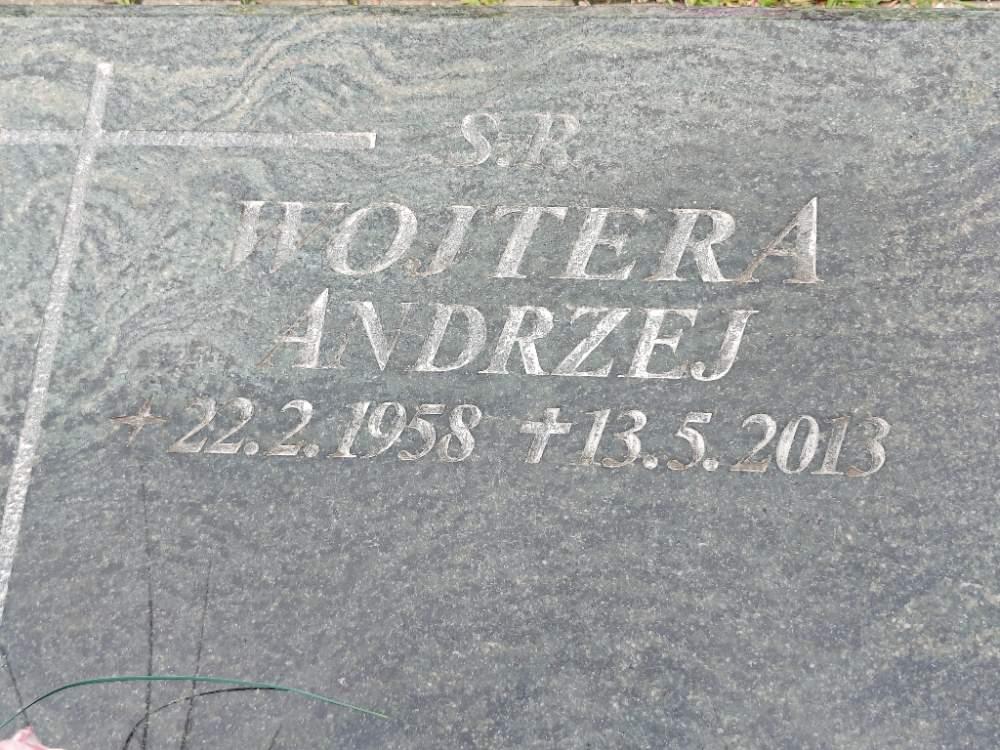 S.P.
WOJTERA
ANDRZEJ
22.2.1958 13.5.2013